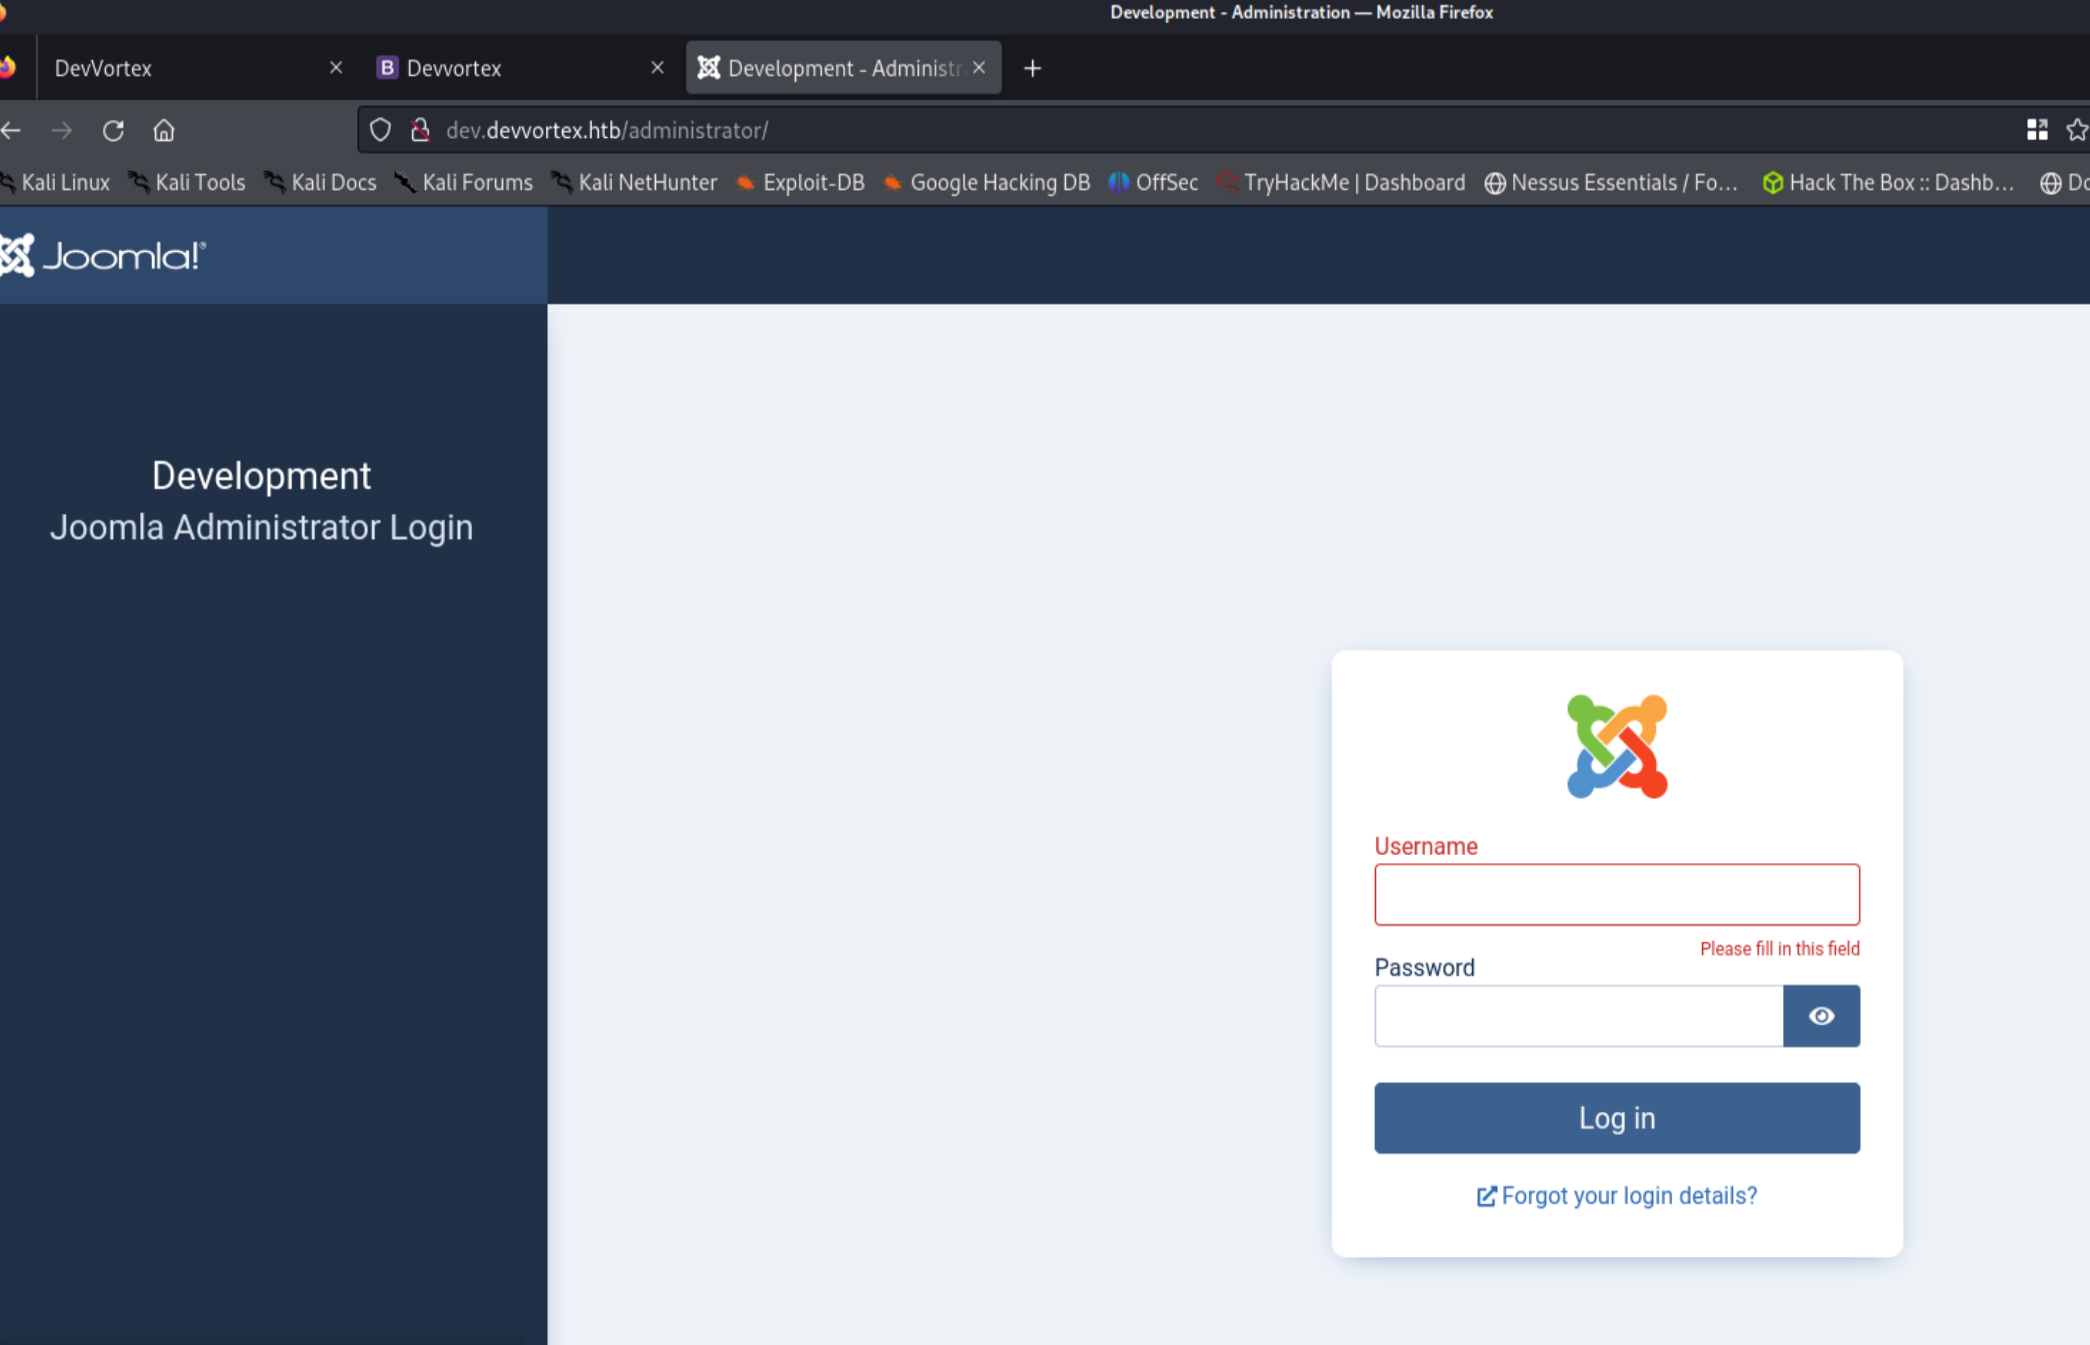 Development - Administration — Mozilla Firefox
DevVortex
B Devvortex
Development - Administr
dev.devvortex.htb/administrator/
Kali Linux Kali Tools Kali Docs Kali Forums Kali NetHunter Exploit-DB Google Hacking DB OffSec TryHackMe | Dashboard Nessus Essentials / Fo... Hack The Box :: Dashb... Do
Joomla!®
Development
Joomla Administrator Login
Username
Please fill in this field
Password
Log in
Forgot your login details?